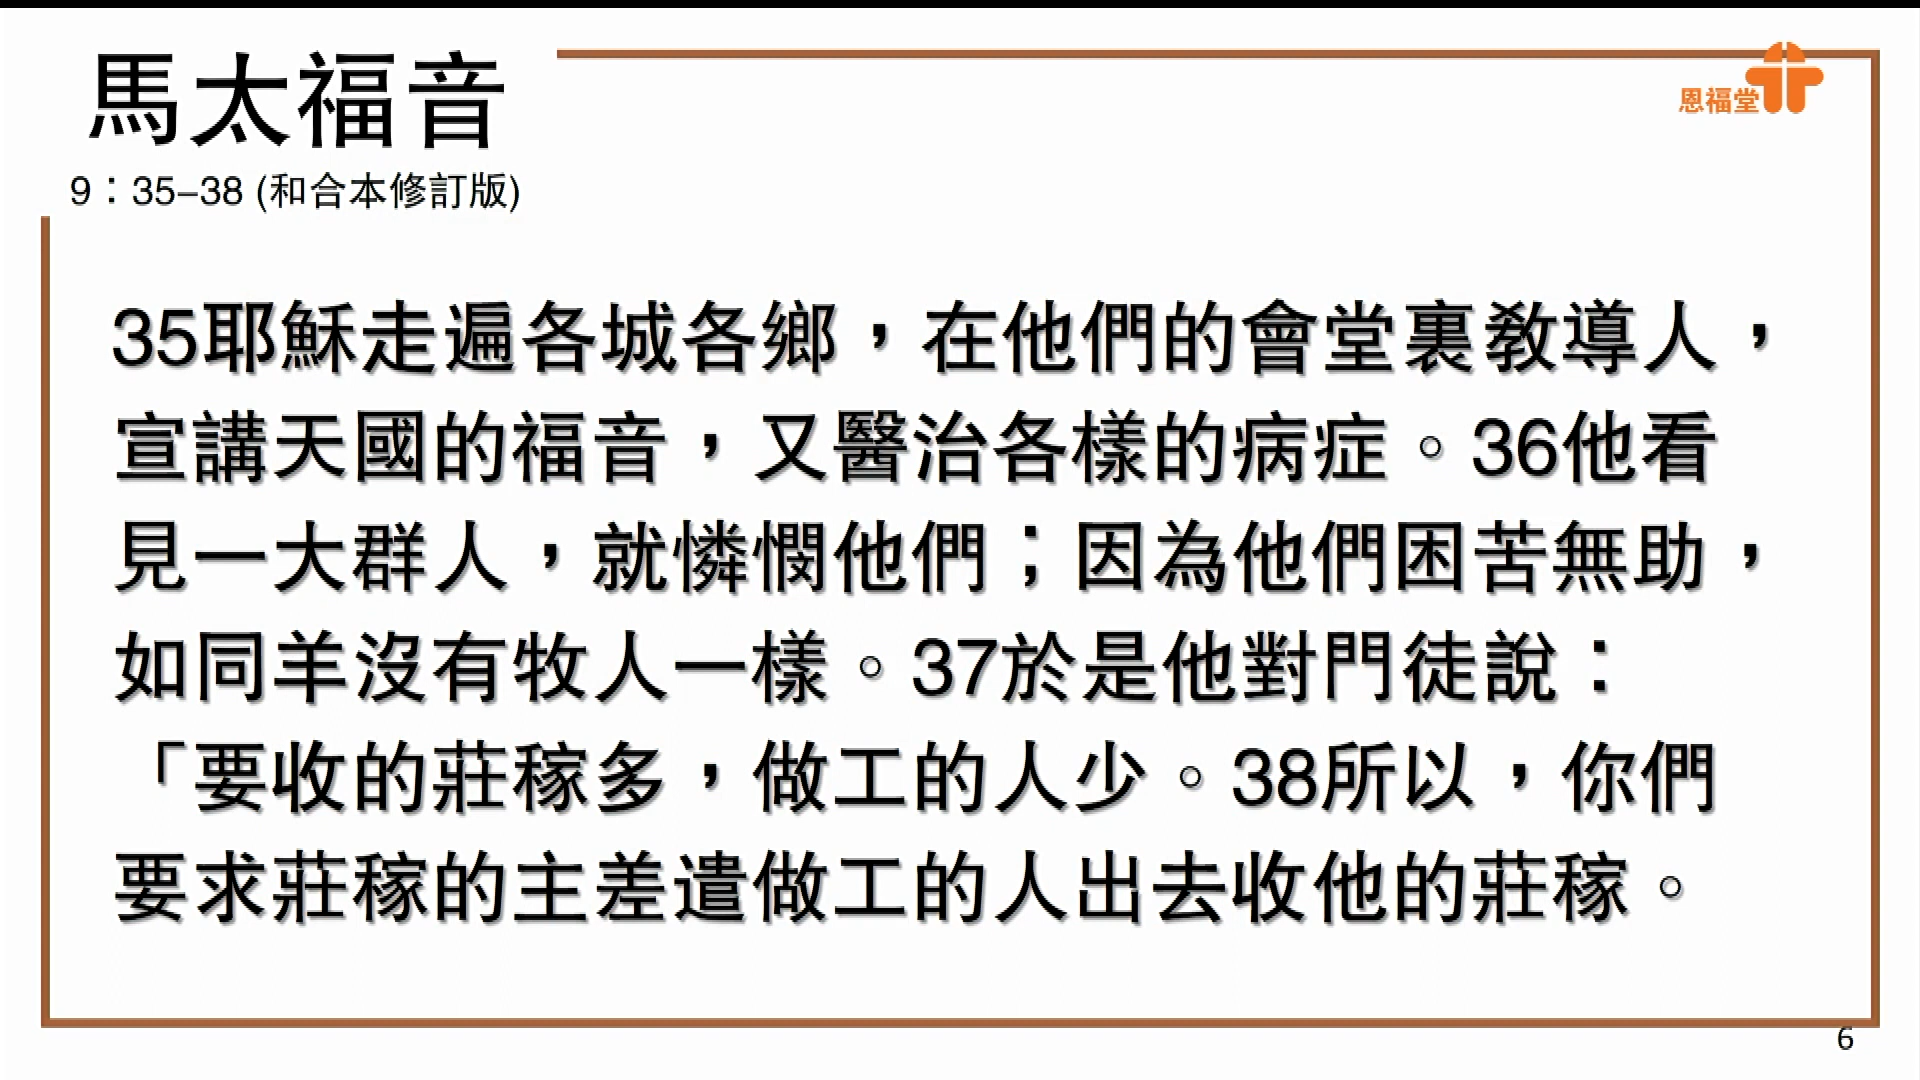 馬太福音
恩福堂
9：35–38 (和合本修訂版)
35耶穌走遍各城各鄉，在他們的會堂裏教導人，
宣講天國的福音，又醫治各樣的病症。36他看
見一大群人，就憐憫他們；因為他們困苦無助，
如同羊沒有牧人一樣。37於是他對門徒說：
「要收的莊稼多，做工的人少。38所以，你們
要求莊稼的主差遣做工的人出去收他的莊稼。
6